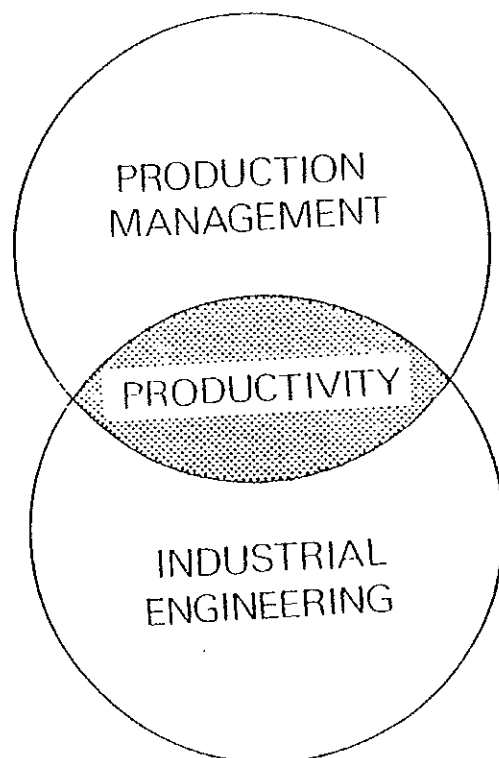 PRODUCTION
MANAGEMENT
PRODUCTIVITY
INDUSTRIAL
ENGINEERING